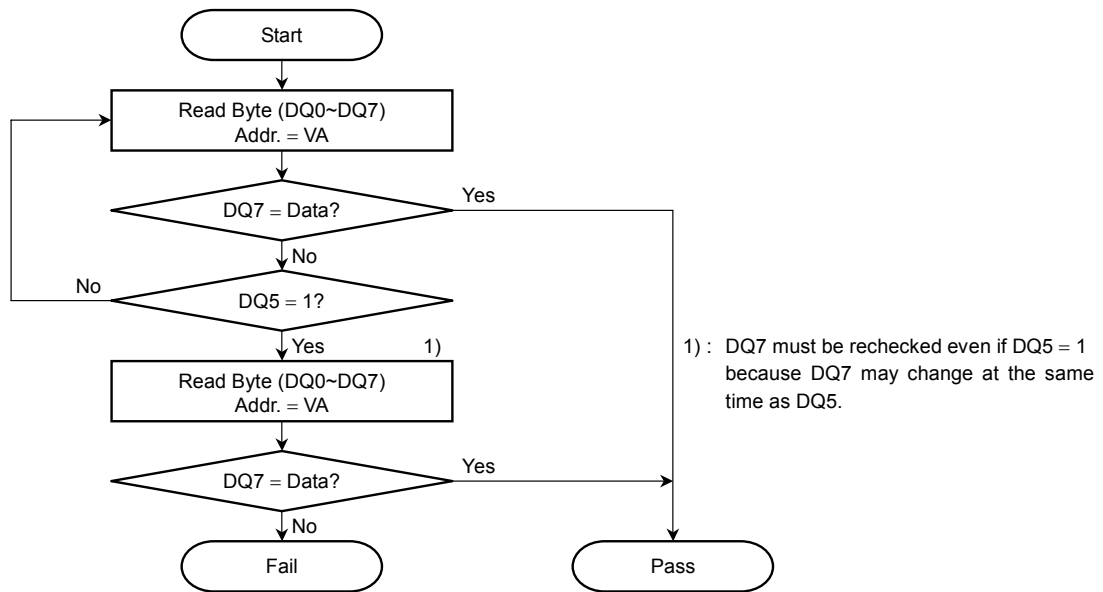 Start
Read Byte (DQ0~DQ7)
Addr. = VA
DQ7 = Data?
Yes
No
No
DQ5 = 1?
Yes
1)
Read Byte (DQ0~DQ7)
Addr. = VA
1) : DQ7 must be rechecked even if DQ5 = 1
because DQ7 may change at the same
time as DQ5.
DQ7 = Data?
Yes
No
Fail
Pass